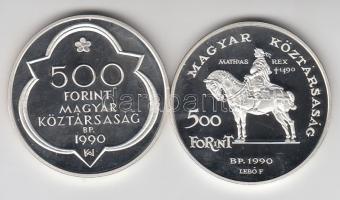 500
FORINT
MAGYAR
KÖZTÁRSASÁG
BP.
1990
MAGYAR KÖZTÁRSASÁG
MATHIAS REX
†1490
500
FORINT
BP. 1990
LEBÓ F